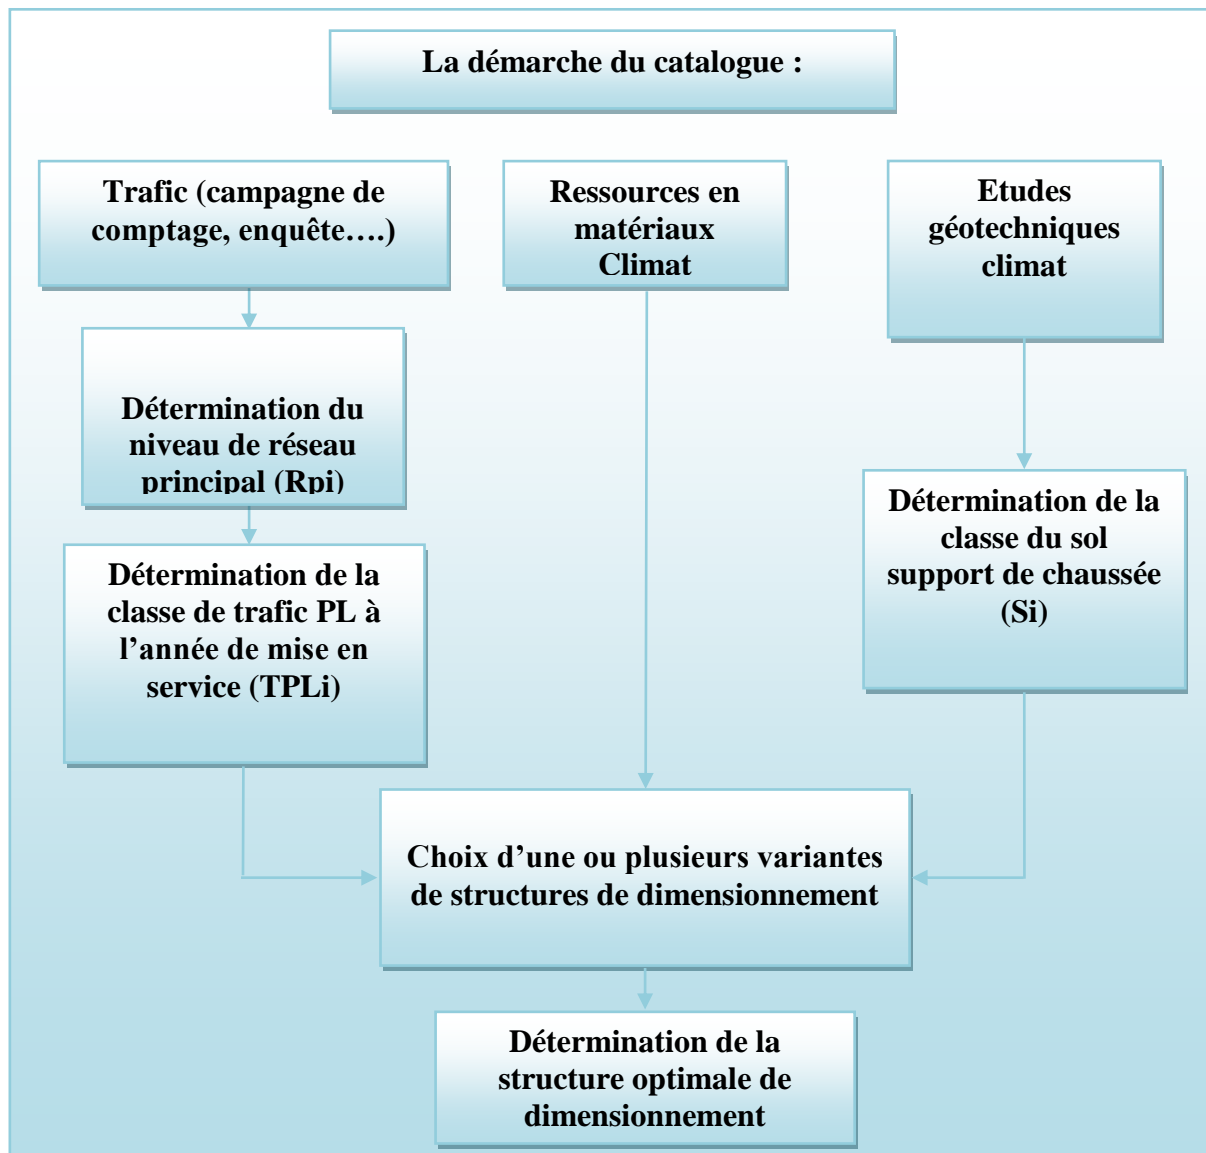 La démarche du catalogue :
Trafic (campagne de
comptage, enquête….)
Ressources en
matériaux
Climat
Etudes
géotechniques
climat
Détermination du
niveau de réseau
principal (Rpi)
Détermination de la
classe du sol
support de chaussée
(Si)
Détermination de la
classe de trafic PL à
l’année de mise en
service (TPLi)
Choix d’une ou plusieurs variantes
de structures de dimensionnement
Détermination de la
structure optimale de
dimensionnement